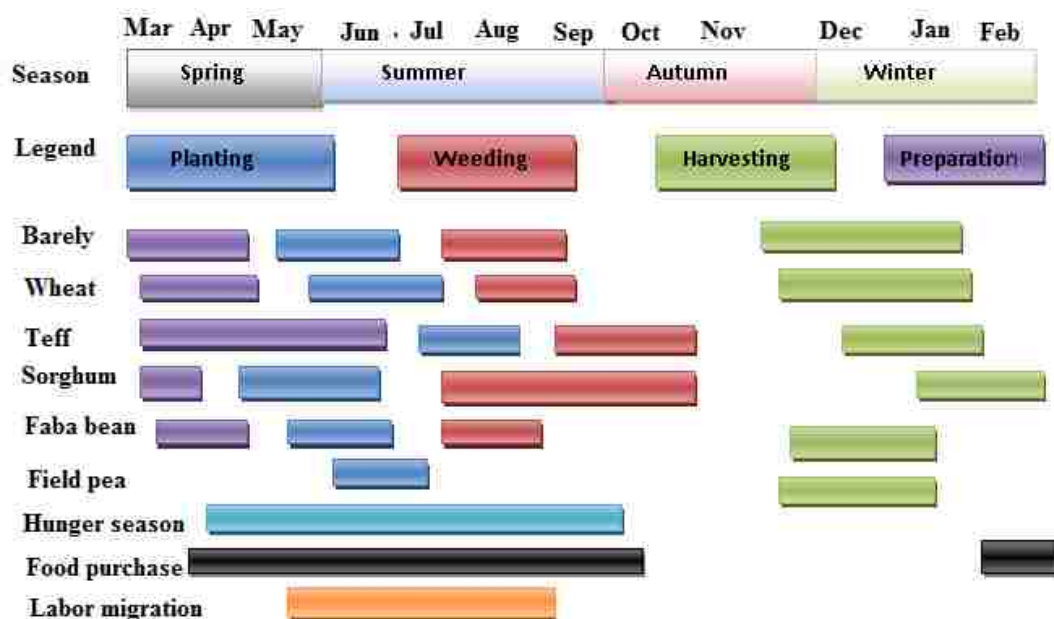 Mar Apr May Jun . Jul Aug Sep Oct Nov Dec Jan Feb
Season Spring Summer Autumn Winter
Legend Planting Weeding Harvesting Preparation
Barely
Wheat
Teff
Sorghum
Faba bean
Field pea
Hunger season
Food purchase
Labor migration